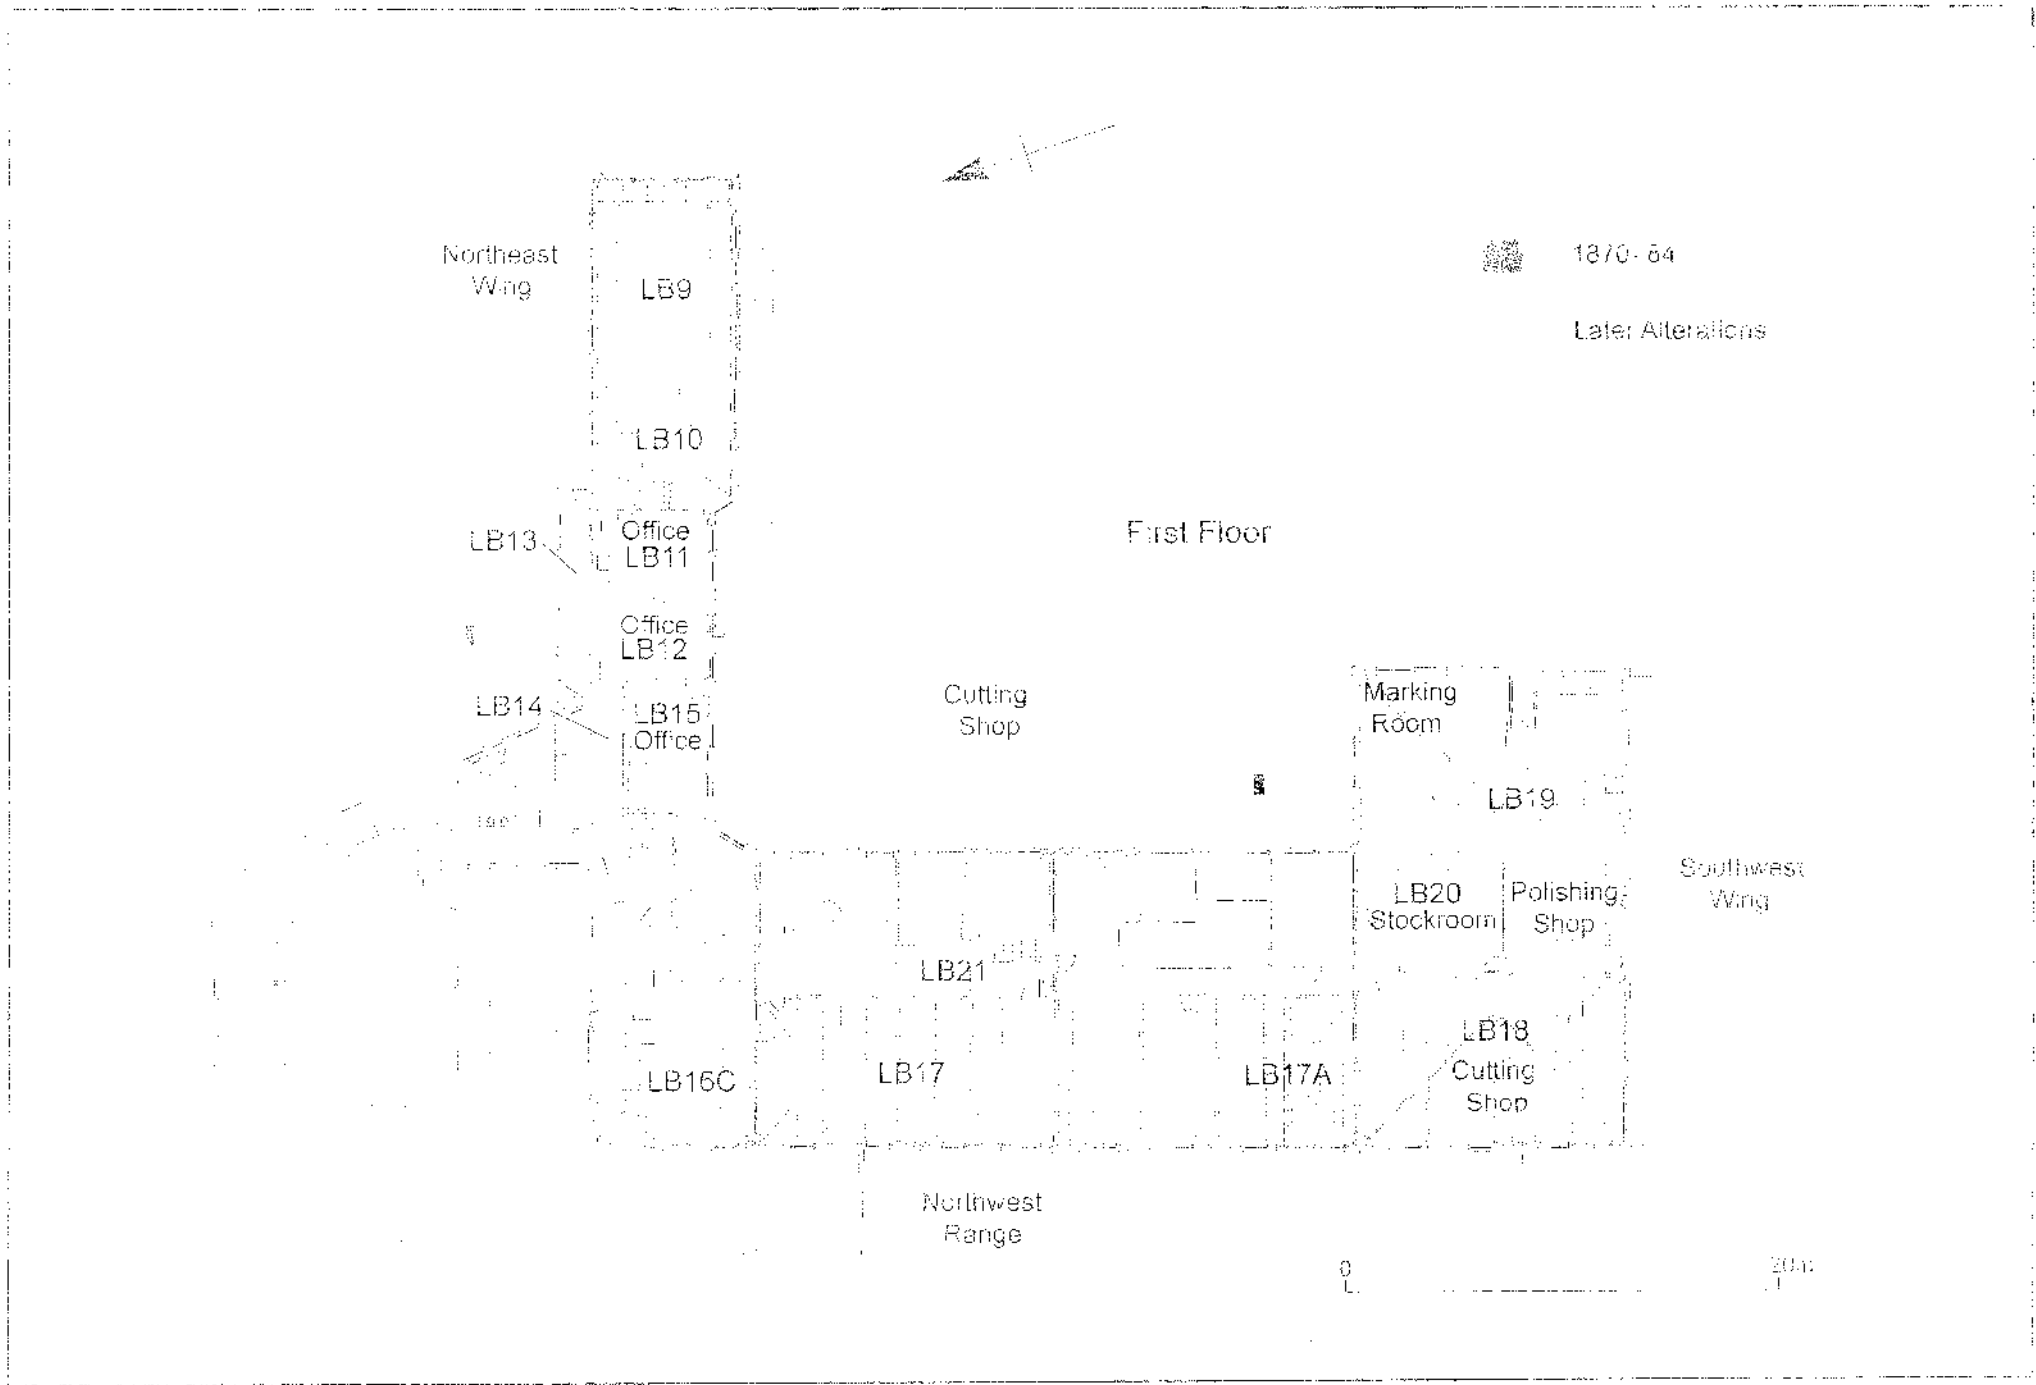 Northeast
Wing
LB9
1870-84
Later Alterations
LB10
LB13
Office
LB11
First Floor
Office
LB12
LB14
LB15
Office
Cutting
Shop
Marking
Room
LB19
LB20
Stockroom
Polishing
Shop
Southwest
Wing
LB21
LB16C
LB17
LB17A
LB18
Cutting
Shop
Northwest
Range
0
20m